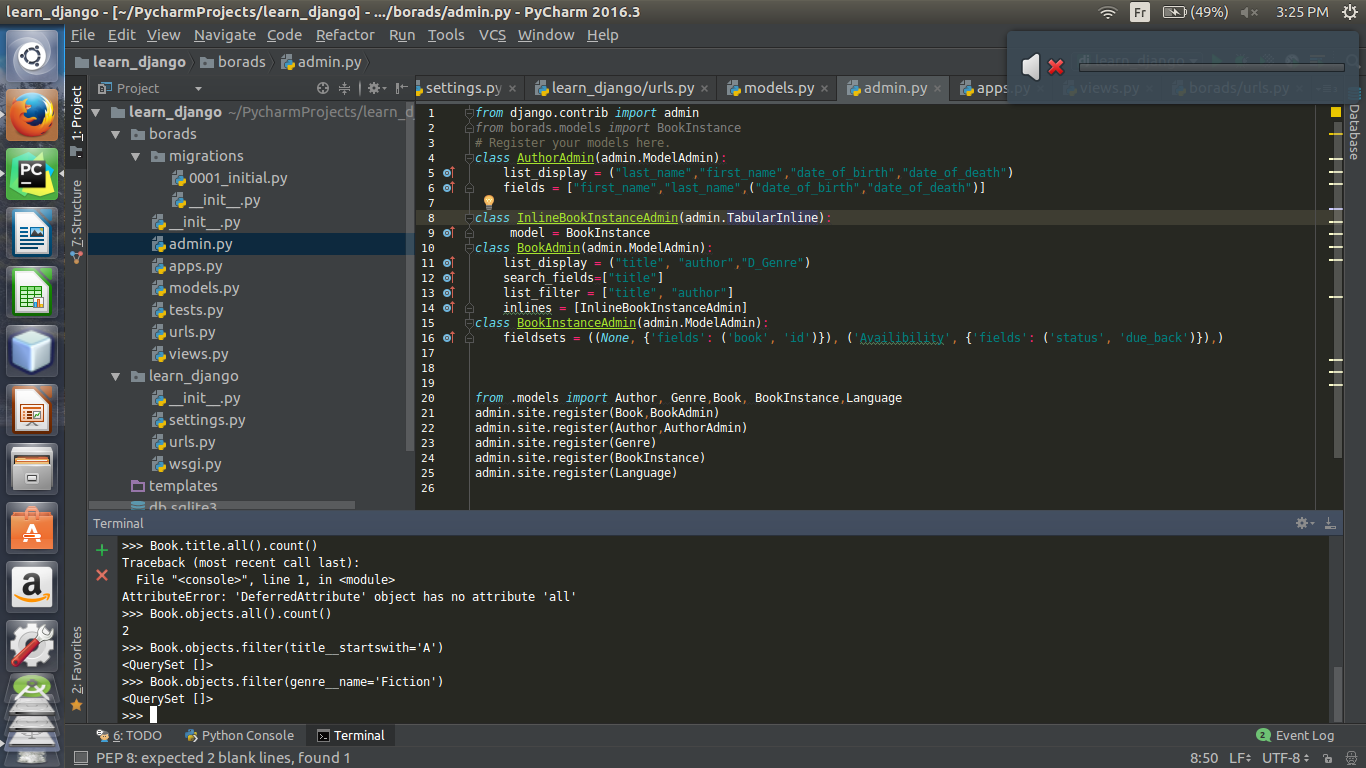 learn_django - [~/PycharmProjects/learn_django] - .../borads/admin.py - PyCharm 2016.3
Fr
(49%)
3:25 PM
File Edit View Navigate Code Refactor Run Tools VCS Window Help
learn_django
borads
admin.py
Project
settings.py
learn_django/urls.py
models.py
admin.py
apps.
views.py
borads/urls.py
1: Project
7: Structure
2: Favorites
Database
learn_django ~/PycharmProjects/learn_d
borads
migrations
0001_initial.py
__init__.py
__init__.py
admin.py
apps.py
models.py
tests.py
urls.py
views.py
learn_django
__init__.py
settings.py
urls.py
wsgi.py
templates
db.sqlite3
1 from django.contrib import admin
2 from borads.models import BookInstance
3 # Register your models here.
4 class AuthorAdmin(admin.ModelAdmin):
5 list_display = ("last_name","first_name","date_of_birth","date_of_death")
6 fields = ["first_name","last_name",("date_of_birth","date_of_death")]
7
8 class InlineBookInstanceAdmin(admin.TabularInline):
9 model = BookInstance
10 class BookAdmin(admin.ModelAdmin):
11 list_display = ("title", "author","D_Genre")
12 search_fields=["title"]
13 list_filter = ["title", "author"]
14 inlines = [InlineBookInstanceAdmin]
15 class BookInstanceAdmin(admin.ModelAdmin):
16 fieldsets = ((None, {'fields': ('book', 'id')}), ('Availibility', {'fields': ('status', 'due_back')}),)
17
18
19
20 from .models import Author, Genre,Book, BookInstance,Language
21 admin.site.register(Book,BookAdmin)
22 admin.site.register(Author,AuthorAdmin)
23 admin.site.register(Genre)
24 admin.site.register(BookInstance)
25 admin.site.register(Language)
26
Terminal
>>> Book.title.all().count()
Traceback (most recent call last):
File "<console>", line 1, in <module>
AttributeError: 'DeferredAttribute' object has no attribute 'all'
>>> Book.objects.all().count()
2
>>> Book.objects.filter(title__startswith='A')
<QuerySet []>
>>> Book.objects.filter(genre__name='Fiction')
<QuerySet []>
>>>
6: TODO
Python Console
Terminal
2 Event Log
PEP 8: expected 2 blank lines, found 1
8:50 LF UTF-8